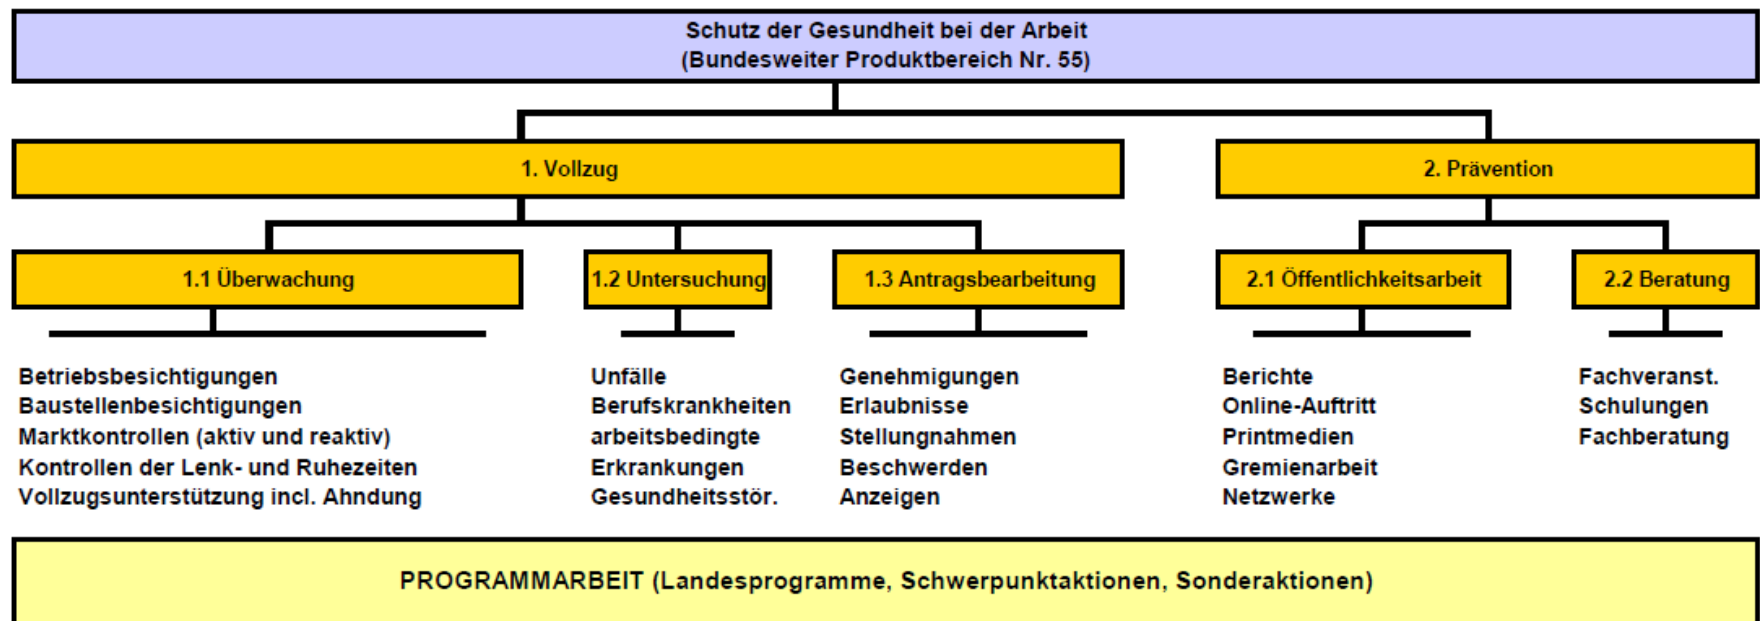 Schutz der Gesundheit bei der Arbeit
(Bundesweiter Produktbereich Nr. 55)
1. Vollzug
2. Prävention
1.1 Überwachung
1.2 Untersuchung
1.3 Antragsbearbeitung
2.1 Öffentlichkeitsarbeit
2.2 Beratung
Betriebsbesichtigungen
Baustellenbesichtigungen
Marktkontrollen (aktiv und reaktiv)
Kontrollen der Lenk- und Ruhezeiten
Vollzugsunterstützung incl. Ahndung
Unfälle
Berufskrankheiten
arbeitsbedingte
Erkrankungen
Gesundheitsstör.
Genehmigungen
Erlaubnisse
Stellungnahmen
Beschwerden
Anzeigen
Berichte
Online-Auftritt
Printmedien
Gremienarbeit
Netzwerke
Fachveranst.
Schulungen
Fachberatung
PROGRAMMARBEIT (Landesprogramme, Schwerpunktaktionen, Sonderaktionen)